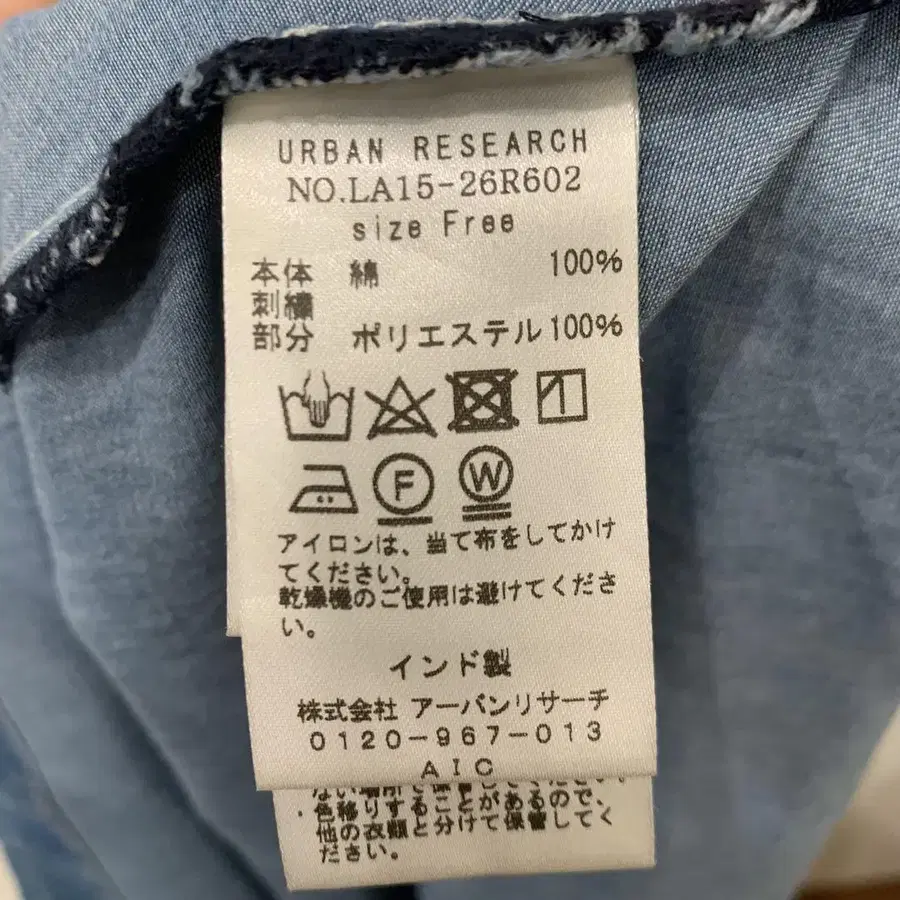 URBAN RESEARCH
NO.LA15-26R602
size Free
本体 綿 100%
刺繍
部分 ポリエステル100%
F W
アイロンは、当て布をしてかけ
てください。
乾燥機のご使用は避けてくださ
い。
インド製
株式会社 アーバンリサーチ
0120-967-013
AIC
・色移りすることがあるので、
他の衣類と分けて保管してく
ださい。